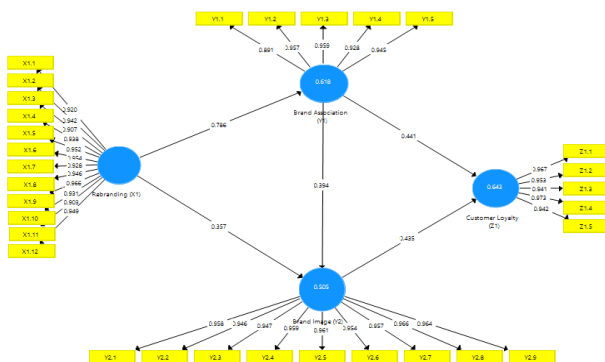 Y1.1 Y1.2 Y1.3 Y1.4 Y1.5
0.891 0.957 0.959 0.928 0.945
X1.1
X1.2
X1.3
X1.4
X1.5
X1.6
X1.7
X1.8
X1.9
X1.10
X1.11
X1.12
0.920
0.942
0.907
0.938
0.952
0.954
0.928
0.946
0.966
0.931
0.903
0.949
Rebranding (X1)
0.786
0.357
0.618
Brand Association
(Y1)
0.394
0.441
0.435
0.643
Customer Loyalty
(Z1)
0.967
0.953
0.941
0.973
0.942
Z1.1
Z1.2
Z1.3
Z1.4
Z1.5
0.505
Brand Image (Y2)
0.958 0.946 0.947 0.959 0.961 0.954 0.957 0.966 0.964
Y2.1 Y2.2 Y2.3 Y2.4 Y2.5 Y2.6 Y2.7 Y2.8 Y2.9